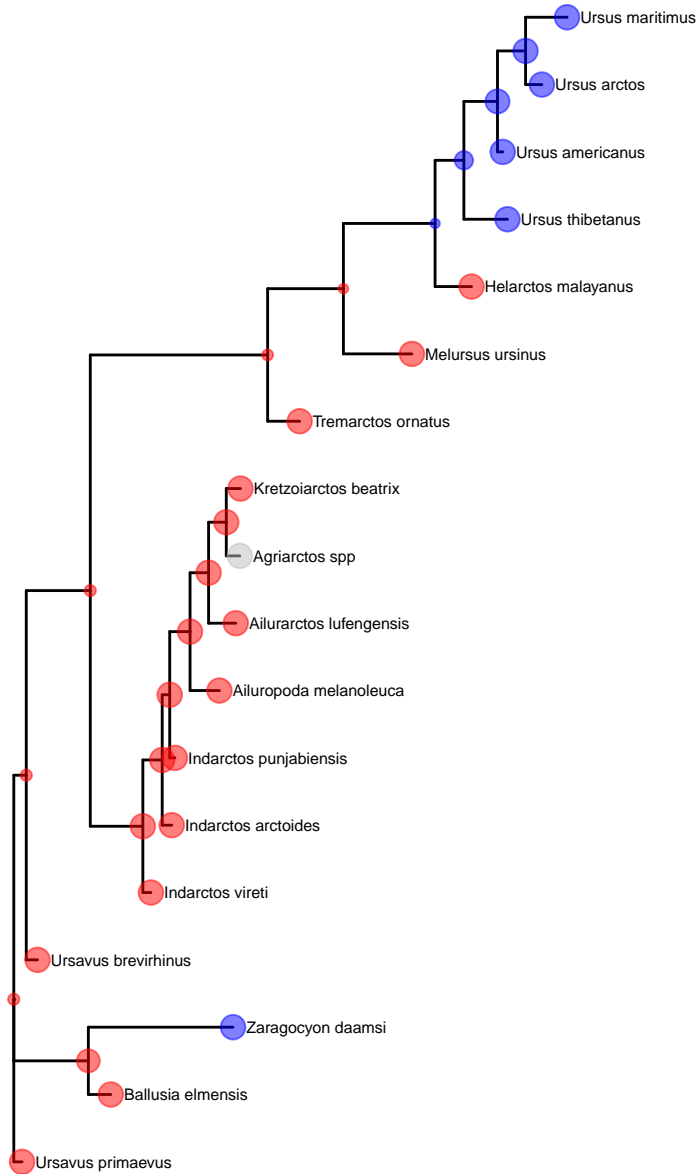 Ursus maritimus
Ursus arctos
Ursus americanus
Ursus thibetanus
Helarctos malayanus
Melursus ursinus
Tremarctos ornatus
Kretzoiarctos beatrix
Agriarctos spp
Ailurarctos lufengensis
Ailuropoda melanoleuca
Indarctos punjabiensis
Indarctos arctoides
Indarctos vireti
Ursavus brevirhinus
Zaragocyon daamsi
Ballusia elmensis
Ursavus primaevus